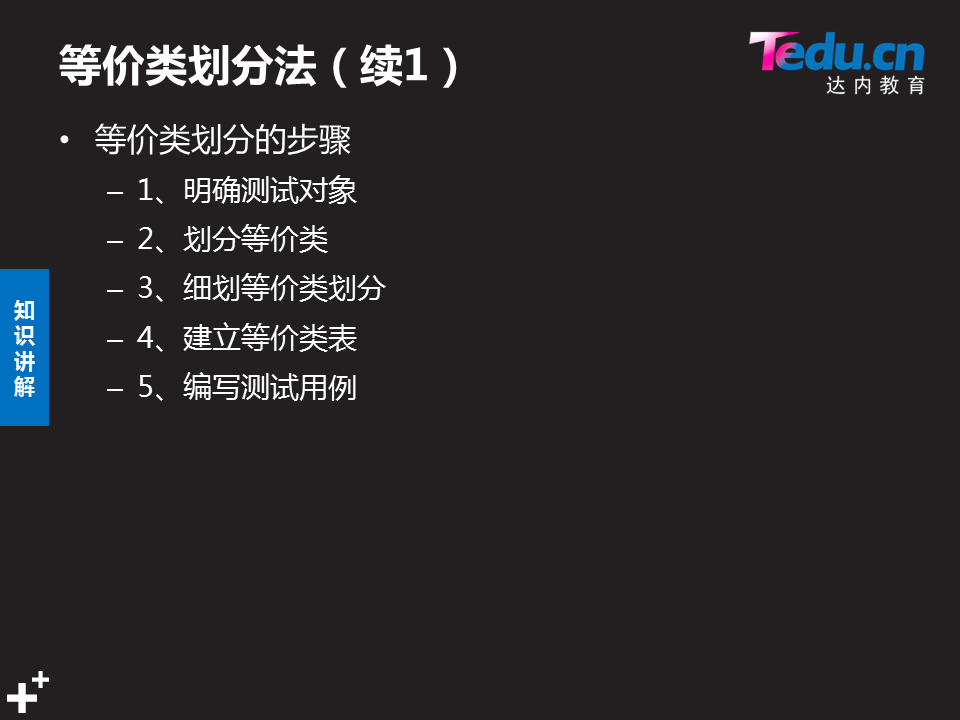 等价类划分法（续1）
Tedu.cn
达内教育
• 等价类划分的步骤
– 1、明确测试对象
– 2、划分等价类
– 3、细划等价类划分
– 4、建立等价类表
– 5、编写测试用例
知
识
讲
解